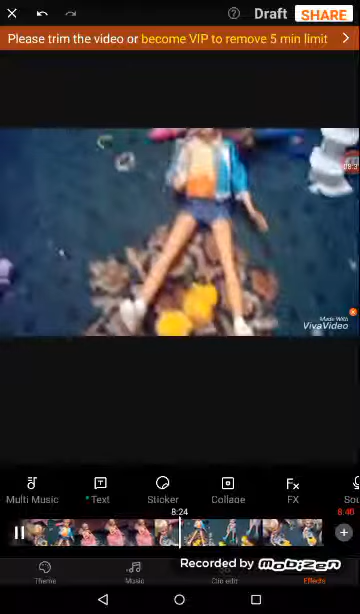 Draft SHARE
Please trim the video or become VIP to remove 5 min limit
Made With
VivaVideo
Multi Music Text Sticker Collage FX Sou
8:24 8:40
Recorded by mobizen
Theme Music Clip edit Effects